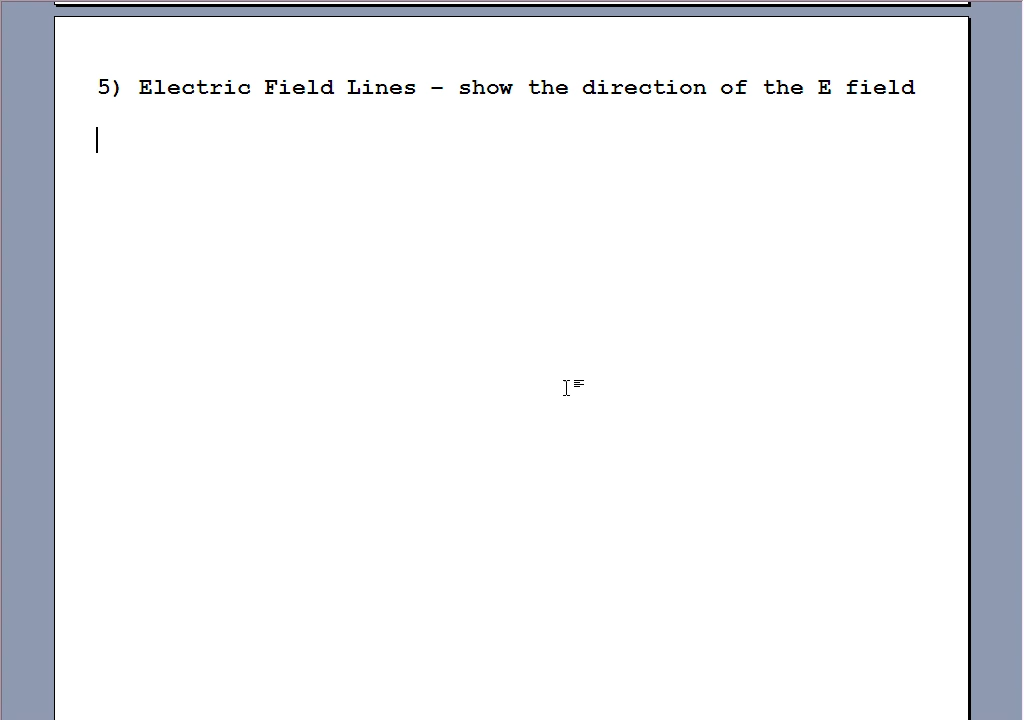 5) Electric Field Lines – show the direction of the E field